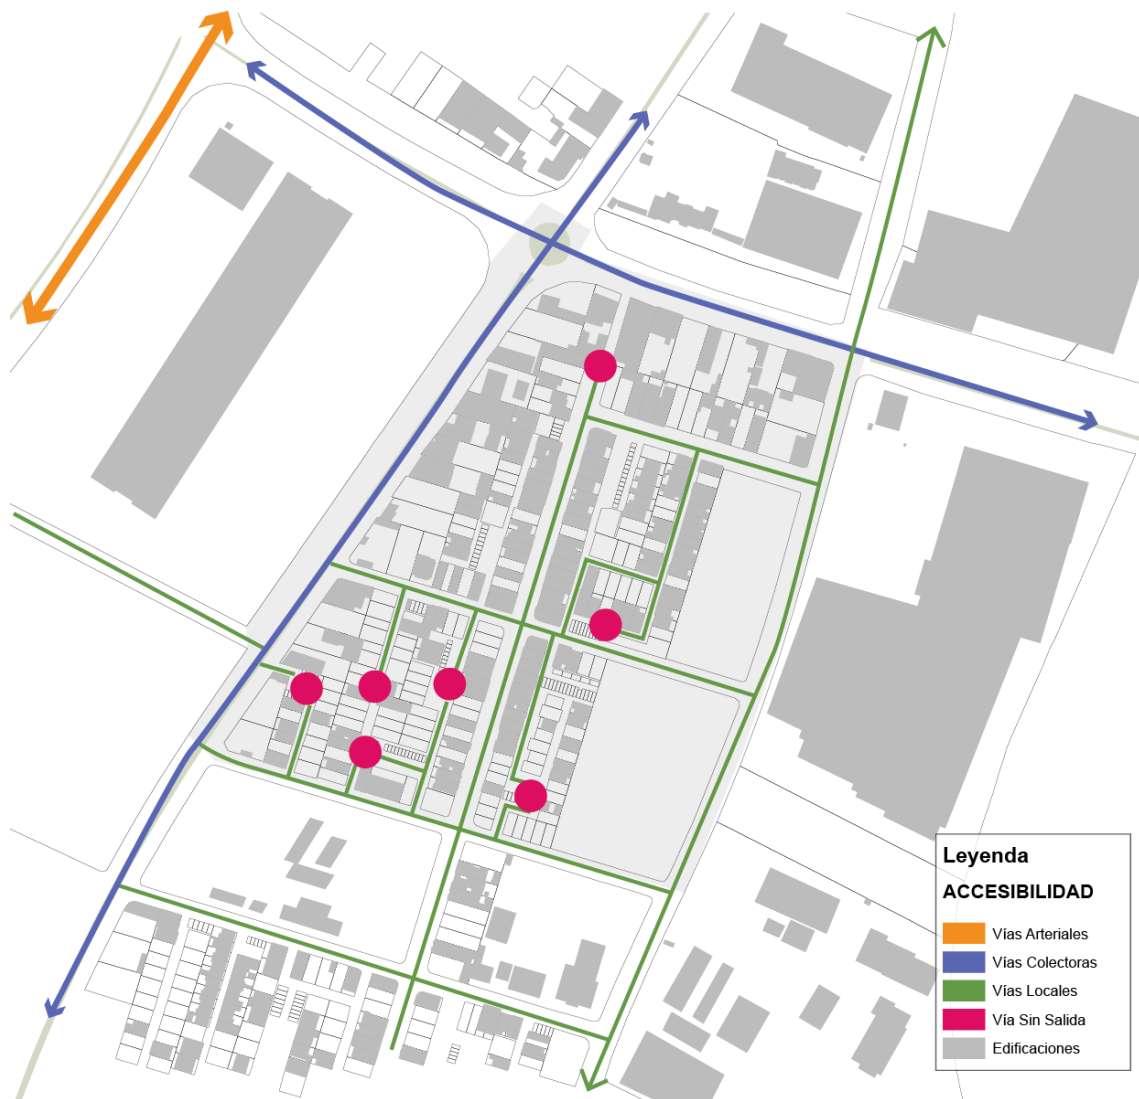 Leyenda
ACCESIBILIDAD
Vías Arteriales
Vías Colectoras
Vías Locales
Vía Sin Salida
Edificaciones